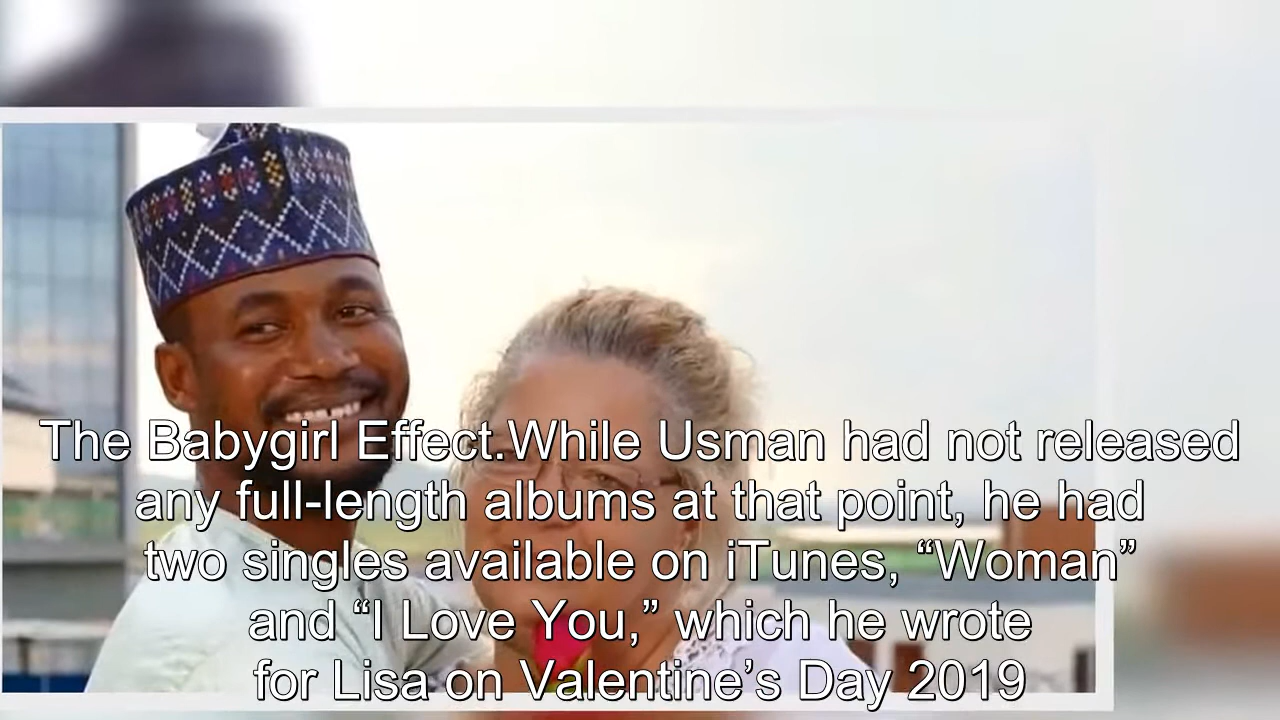 The Babygirl Effect.While Usman had not released
any full-length albums at that point, he had
two singles available on iTunes, “Woman”
and “I Love You,” which he wrote
for Lisa on Valentine’s Day 2019